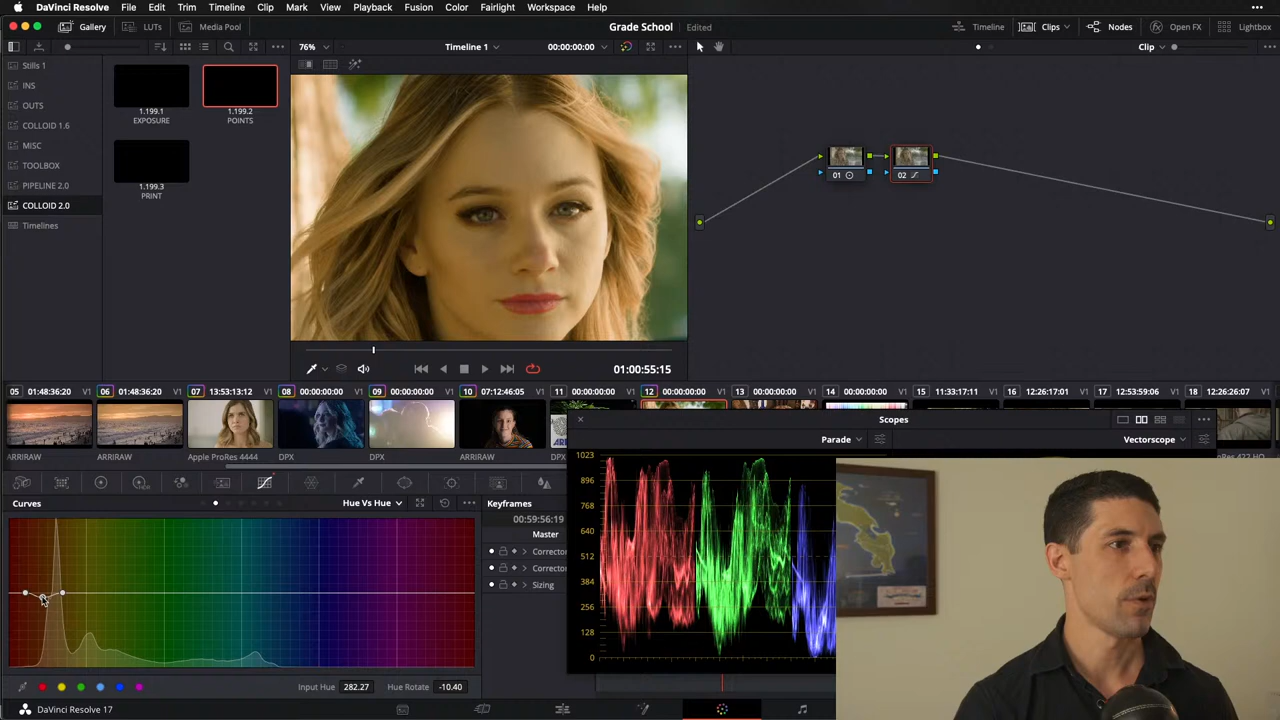 DaVinci Resolve File Edit Trim Timeline Clip Mark View Playback Fusion Color Fairlight Workspace Help
Gallery LUTs Media Pool Grade School Edited Timeline Clips Nodes Open FX Lightbox
76% Timeline 1 00:00:00:00 Clip
Stills 1
INS
OUTS
COLLOID 1.6
MISC
TOOLBOX
PIPELINE 2.0
COLLOID 2.0
Timelines
1.199.1
EXPOSURE
1.199.2
POINTS
1.199.3
PRINT
01 02
01:00:55:15
05 01:48:36:20 V1 06 01:48:36:20 V1 07 13:53:13:12 V1 08 00:00:00:00 V1 09 00:00:00:00 V1 10 07:12:46:05 V1 11 00:00:00:00 V1 12 00:00:00:00 V1 13 00:00:00:00 V1 14 00:00:00:00 V1 15 11:33:17:11 V1 16 12:26:17:01 V1 17 12:53:59:06 V1 18 12:26:26:07
ARRIRAW ARRIRAW Apple ProRes 4444 DPX DPX ARRIRAW DPX
Scopes
Parade Vectorscope
1023
896
768
640
512
384
256
128
0
Curves Hue Vs Hue
Keyframes
00:59:56:19
Master
Corrector
Corrector
Sizing
Input Hue 282.27 Hue Rotate -10.40
DaVinci Resolve 17